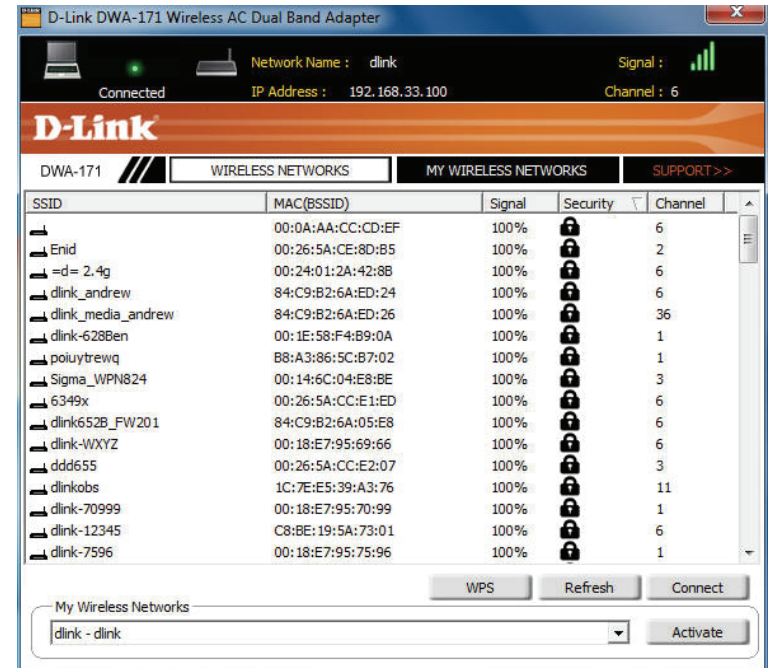 D-Link DWA-171 Wireless AC Dual Band Adapter
Network Name : dlink Signal :
Connected IP Address : 192.168.33.100 Channel : 6
D-Link
DWA-171 WIRELESS NETWORKS MY WIRELESS NETWORKS SUPPORT>>
SSID MAC(BSSID) Signal Security Channel
00:0A:AA:CC:CD:EF 100% 6
Enid 00:26:5A:CE:8D:B5 100% 2
=d= 2.4g 00:24:01:2A:42:8B 100% 6
dlink_andrew 84:C9:B2:6A:ED:24 100% 6
dlink_media_andrew 84:C9:B2:6A:ED:26 100% 36
dlink-628Ben 00:1E:58:F4:B9:0A 100% 1
poiuytrewq B8:A3:86:5C:B7:02 100% 1
Sigma_WPN824 00:14:6C:04:E8:BE 100% 3
6349x 00:26:5A:CC:E1:ED 100% 6
dlink652B_FW201 84:C9:B2:6A:05:E8 100% 6
dlink-WXYZ 00:18:E7:95:69:66 100% 6
ddd655 00:26:5A:CC:E2:07 100% 3
dlinkobs 1C:7E:E5:39:A3:76 100% 11
dlink-70999 00:18:E7:95:70:99 100% 1
dlink-12345 C8:BE:19:5A:73:01 100% 6
dlink-7596 00:18:E7:95:75:96 100% 1
WPS Refresh Connect
My Wireless Networks
dlink - dlink Activate